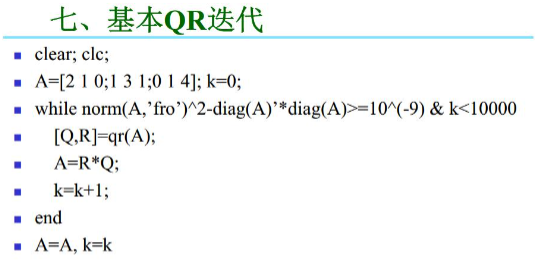 七、基本QR迭代
clear; clc;
A=[2 1 0;1 3 1;0 1 4]; k=0;
while norm(A,’fro’)^2-diag(A)’*diag(A)>=10^(-9) & k<10000
[Q,R]=qr(A);
A=R*Q;
k=k+1;
end
A=A, k=k